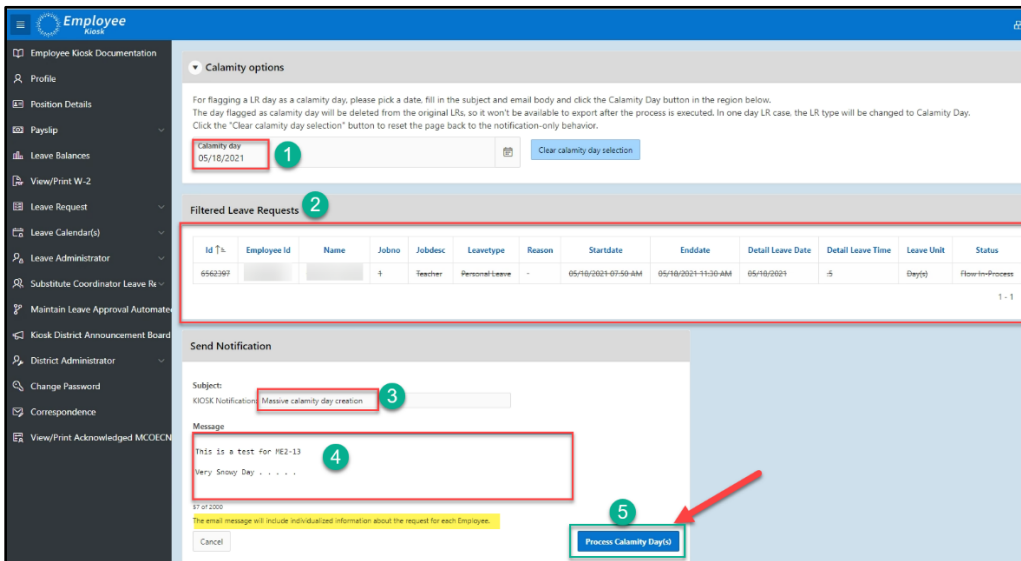 Employee
Kiosk
Employee Kiosk Documentation
Profile
Position Details
Payslip
Leave Balances
View/Print W-2
Leave Request
Leave Calendar(s)
Leave Administrator
Substitute Coordinator Leave Re
Maintain Leave Approval Automate
Kiosk District Announcement Board
District Administrator
Change Password
Correspondence
View/Print Acknowledged MCOECN
Calamity options
For flagging a LR day as a calamity day, please pick a date, fill in the subject and email body and click the Calamity Day button in the region below.
The day flagged as calamity day will be deleted from the original LRs, so it won't be available to export after the process is executed. In one day LR case, the LR type will be changed to Calamity Day.
Click the "Clear calamity day selection" button to reset the page back to the notification-only behavior.
Calamity day
05/18/2021
1
Clear calamity day selection
Filtered Leave Requests 2
Id Employee Id Name Jobno Jobdesc Leavetype Reason Startdate Enddate Detail Leave Date Detail Leave Time Leave Unit Status
6562397 1 Teacher Personal Leave - 05/18/2021 07:50 AM 05/18/2021 11:30 AM 05/18/2021 .5 Day(s) Flow In-Process
1 - 1
Send Notification
Subject:
KIOSK Notification: Massive calamity day creation 3
Message
This is a test for ME2-13
4
Very Snowy Day . . . . .
57 of 2000
The email message will include individualized information about the request for each Employee.
5
Cancel
Process Calamity Day(s)